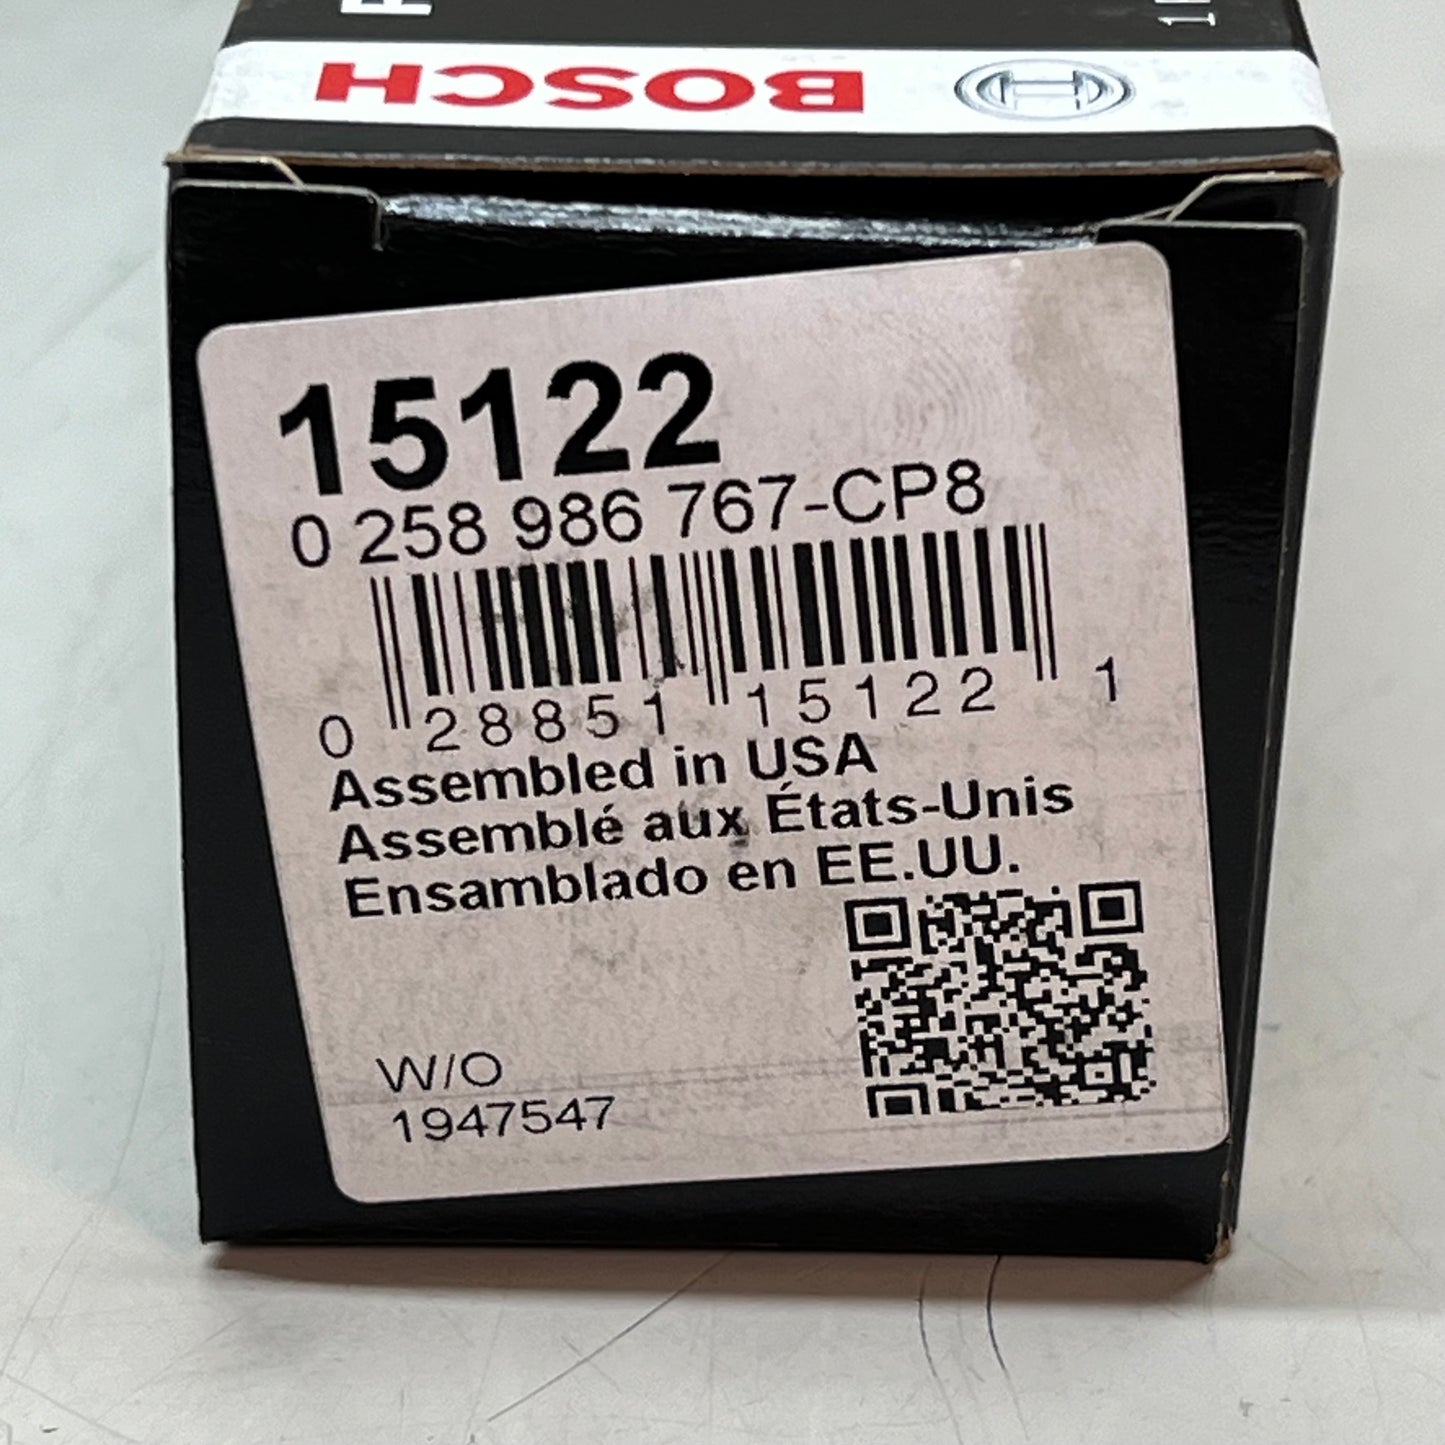 BOSCH
15122
0 258 986 767-CP8
0 28851 15122 1
Assembled in USA
Assemblé aux États-Unis
Ensamblado en EE.UU.
W/O
1947547